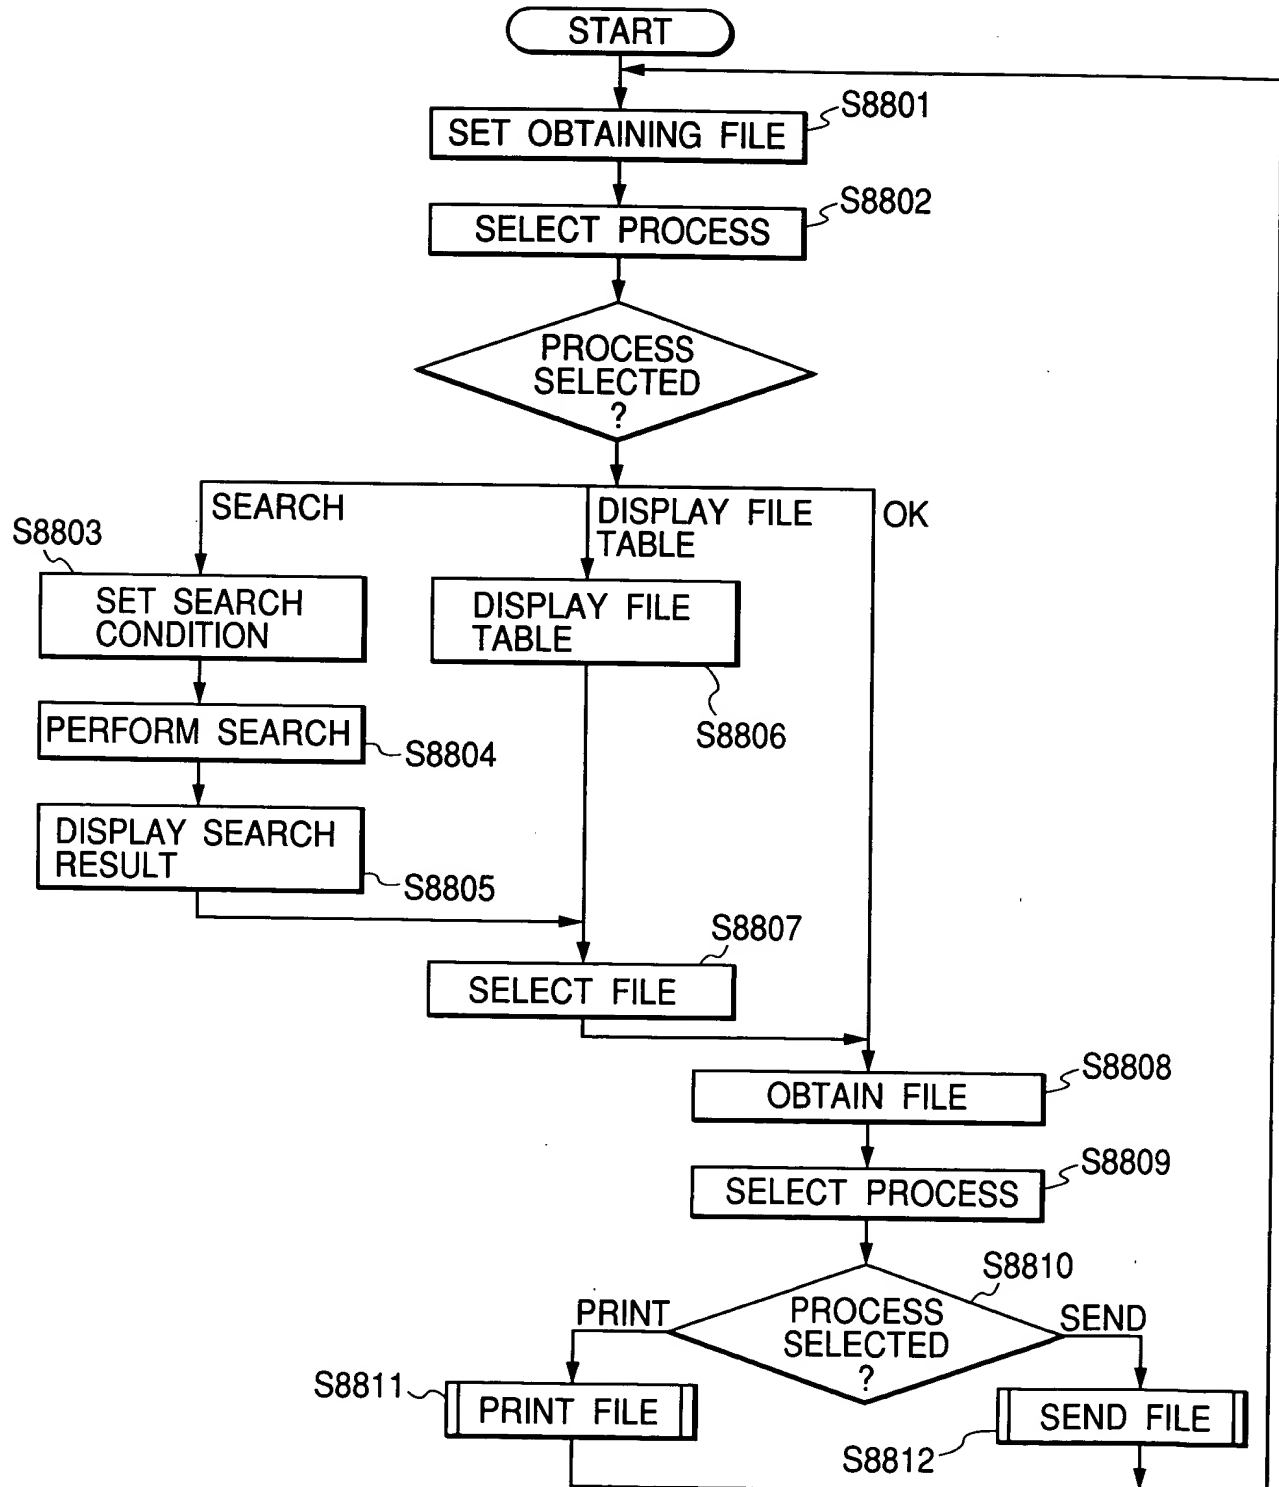 START
S8801
SET OBTAINING FILE
S8802
SELECT PROCESS
PROCESS
SELECTED
?
SEARCH
DISPLAY FILE
TABLE
OK
S8803
SET SEARCH
CONDITION
DISPLAY FILE
TABLE
S8806
PERFORM SEARCH
S8804
DISPLAY SEARCH
RESULT
S8805
S8807
SELECT FILE
S8808
OBTAIN FILE
S8809
SELECT PROCESS
S8810
PRINT
PROCESS
SELECTED
?
SEND
S8811
PRINT FILE
SEND FILE
S8812